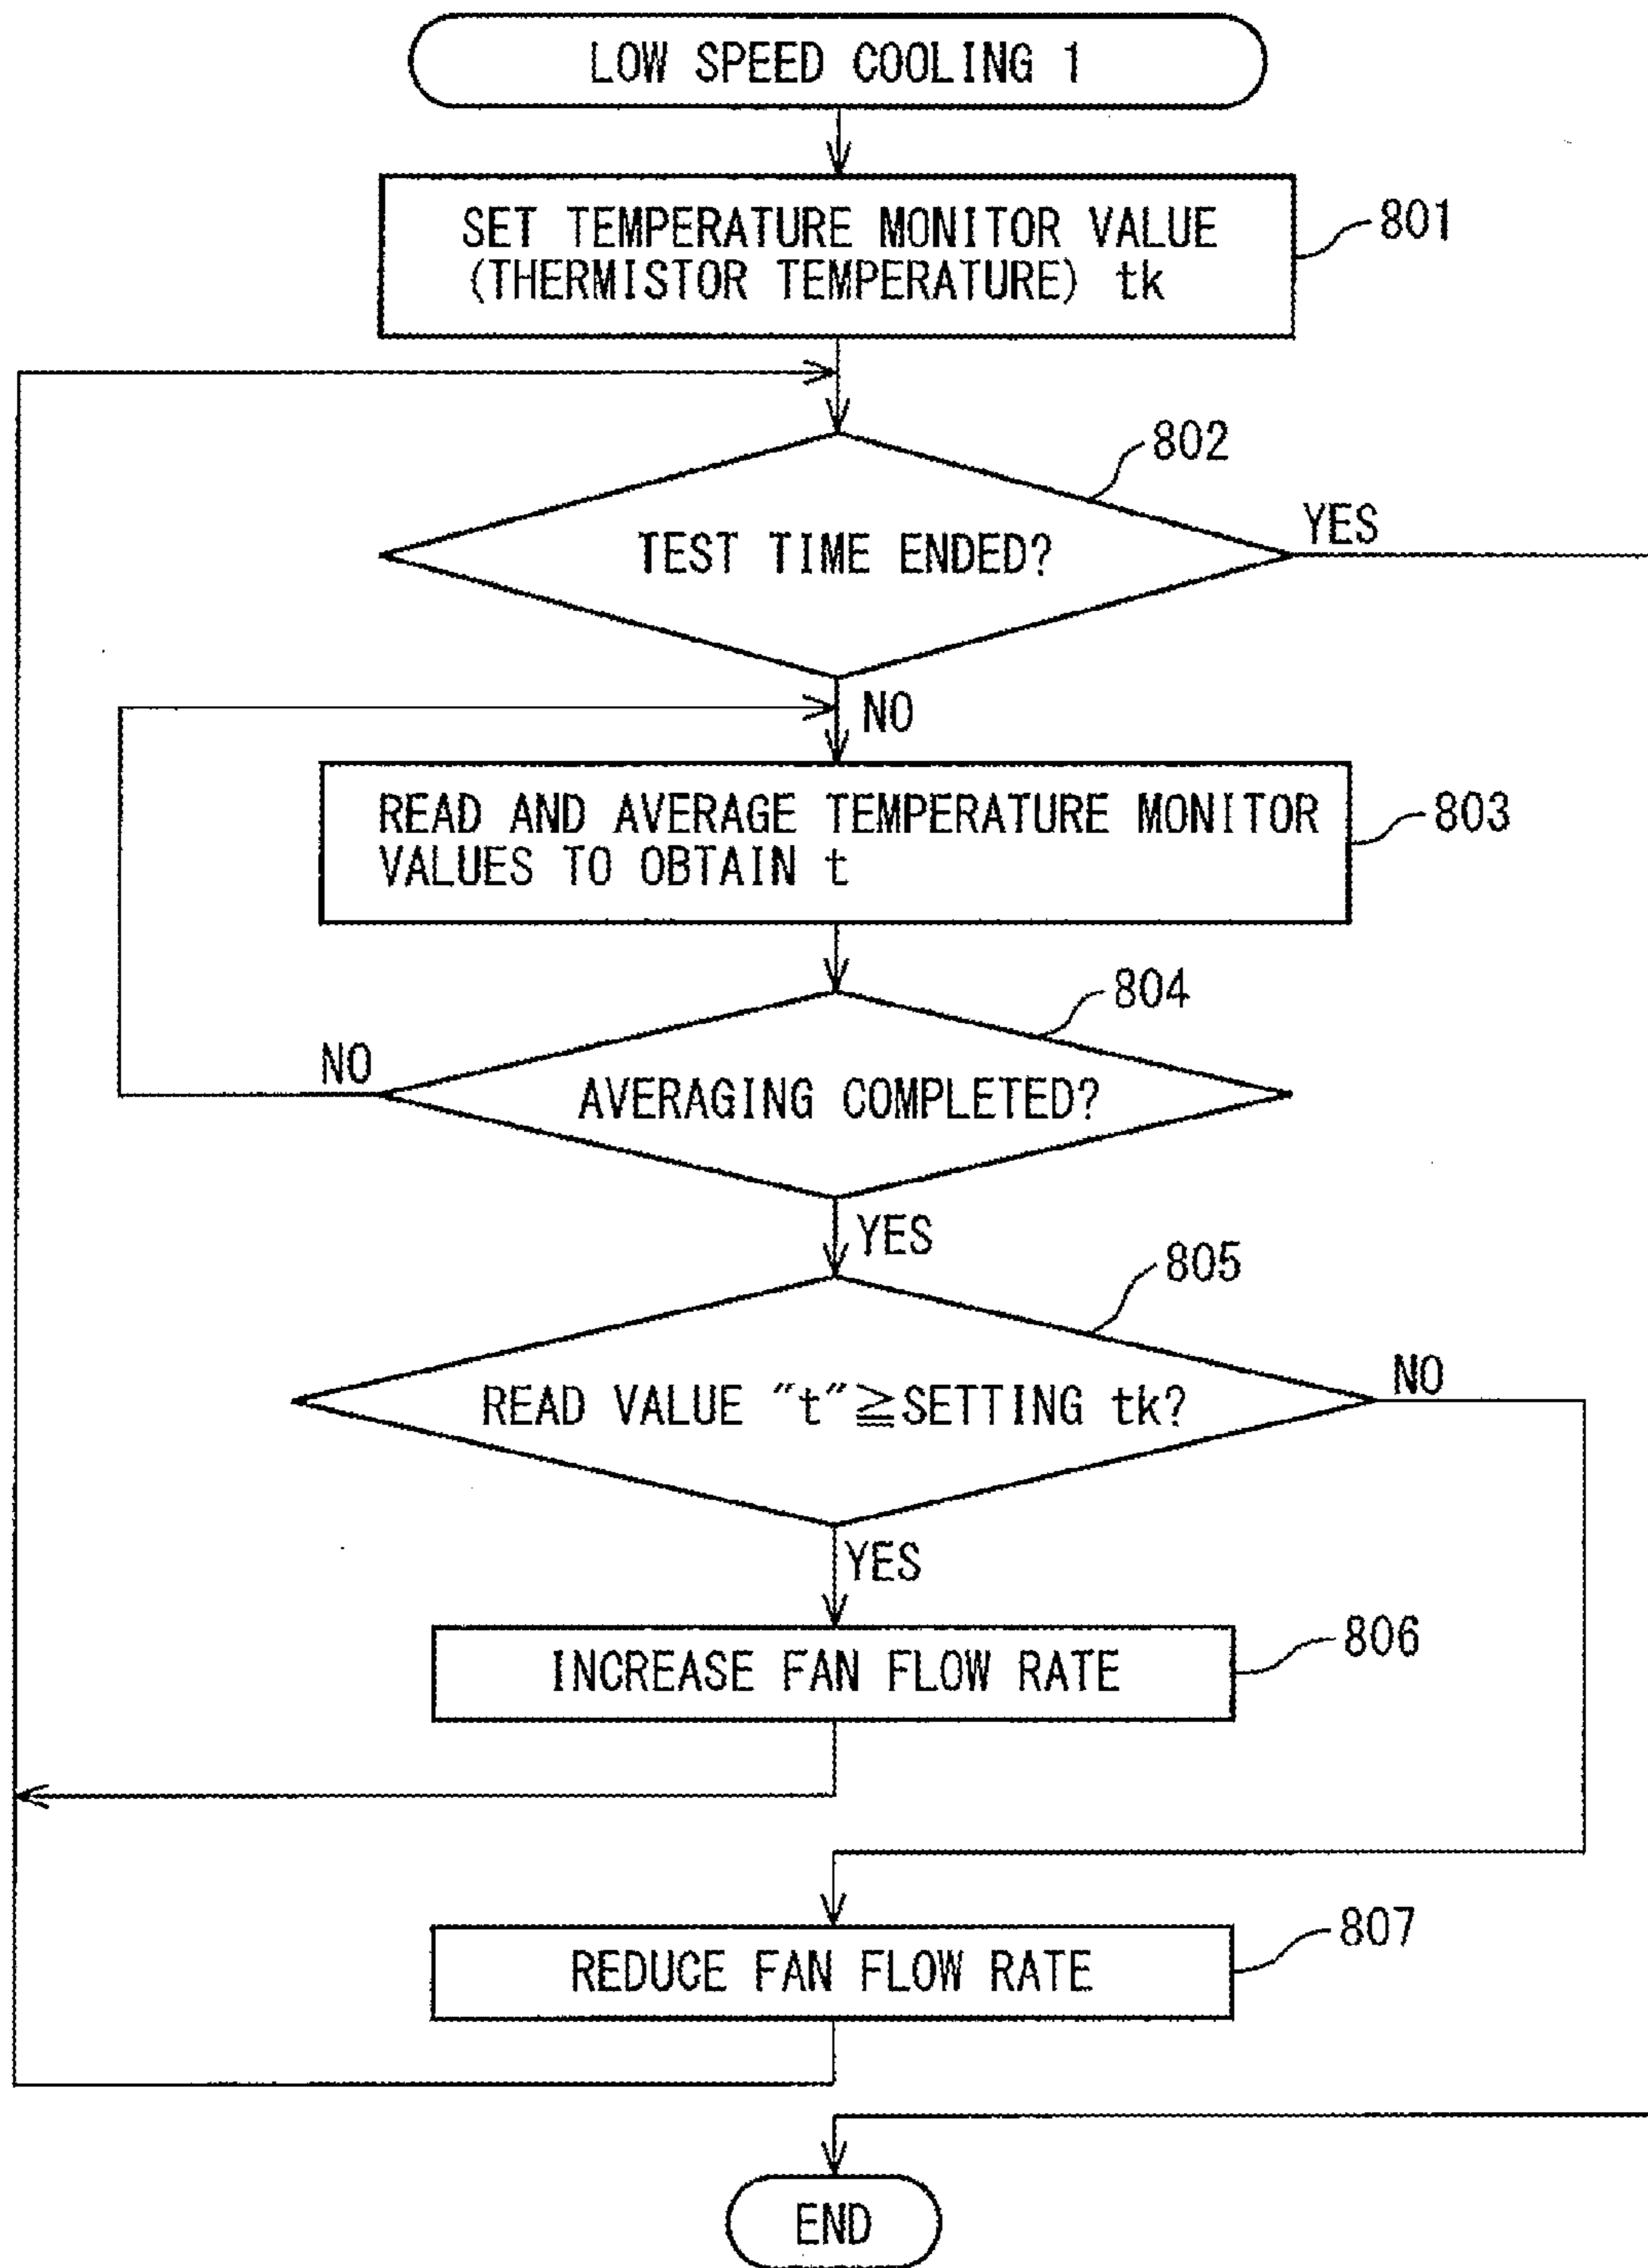 LOW SPEED COOLING 1
SET TEMPERATURE MONITOR VALUE
(THERMISTOR TEMPERATURE) tk
801
802
TEST TIME ENDED?
YES
NO
READ AND AVERAGE TEMPERATURE MONITOR
VALUES TO OBTAIN t
803
804
NO
AVERAGING COMPLETED?
YES
805
READ VALUE "t"≧SETTING tk?
NO
YES
INCREASE FAN FLOW RATE
806
REDUCE FAN FLOW RATE
807
END